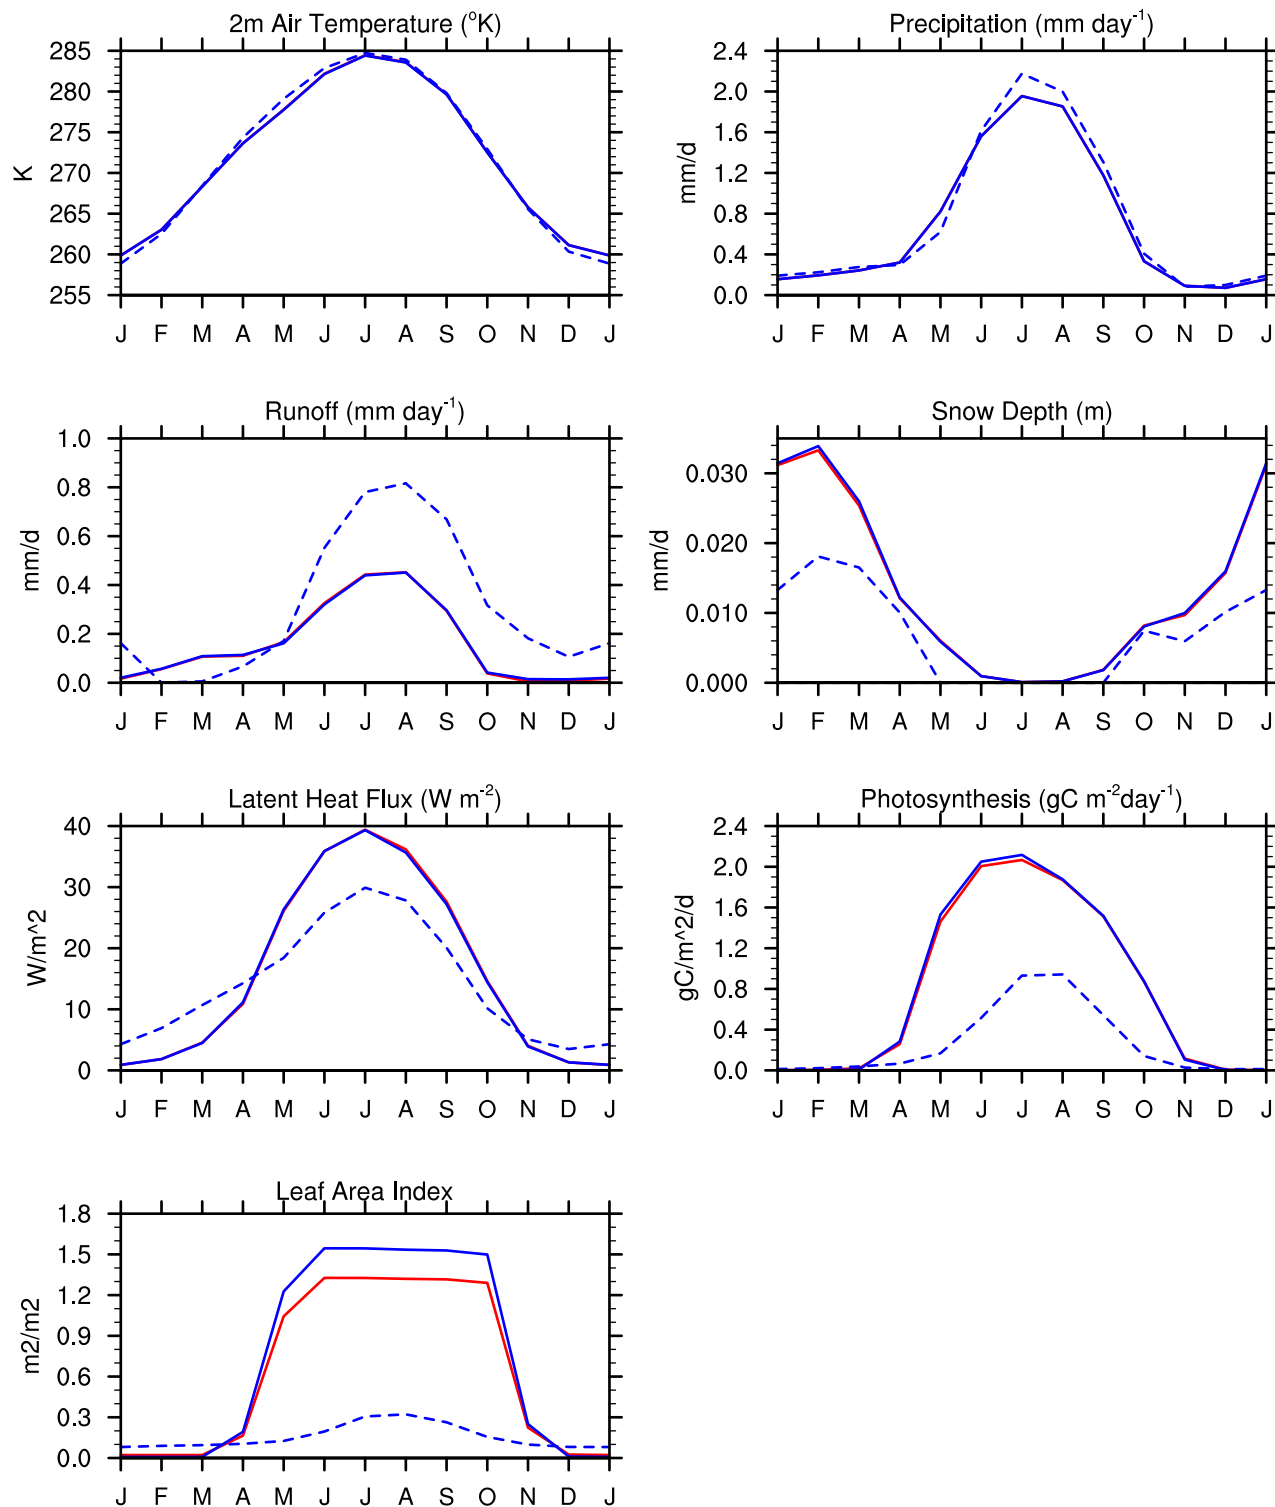 2m Air Temperature (°K)
K
285
280
275
270
265
260
255
J F M A M J J A S O N D J
Precipitation (mm day⁻¹)
mm/d
2.4
2.0
1.6
1.2
0.8
0.4
0.0
J F M A M J J A S O N D J
Runoff (mm day⁻¹)
mm/d
1.0
0.8
0.6
0.4
0.2
0.0
J F M A M J J A S O N D J
Snow Depth (m)
mm/d
0.030
0.020
0.010
0.000
J F M A M J J A S O N D J
Latent Heat Flux (W m⁻²)
W/m^2
40
30
20
10
0
J F M A M J J A S O N D J
Photosynthesis (gC m⁻²day⁻¹)
gC/m^2/d
2.4
2.0
1.6
1.2
0.8
0.4
0.0
J F M A M J J A S O N D J
Leaf Area Index
m2/m2
1.8
1.5
1.2
0.9
0.6
0.3
0.0
J F M A M J J A S O N D J